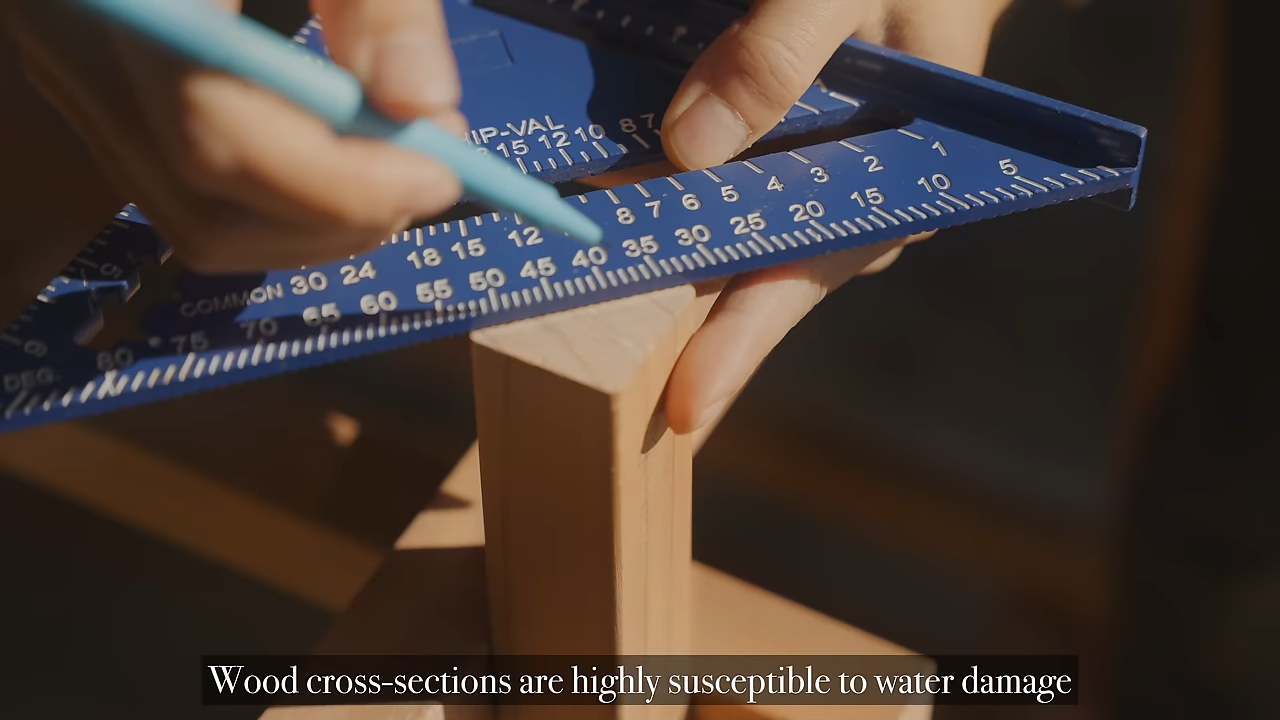 HIP-VAL
15 12 10 8 7
30 24 18 15 12 8 7 6 5 4 3 2 1
COMMON
DEG. 80 75 70 65 60 55 50 45 40 35 30 25 20 15 10 5
Wood cross-sections are highly susceptible to water damage